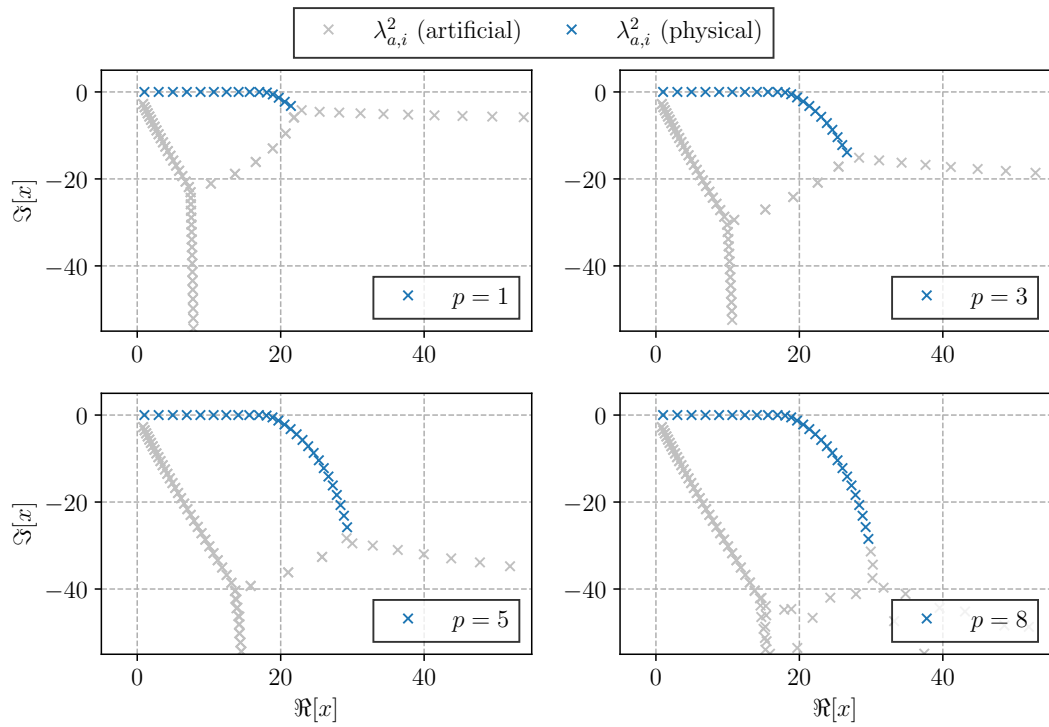 λ²ₐ,ᵢ (artificial) λ²ₐ,ᵢ (physical)
0
−20
−40
ℑ[x]
0 20 40
p = 1
0
−20
−40
0 20 40
p = 3
0
−20
−40
ℑ[x]
0 20 40
ℜ[x]
p = 5
0
−20
−40
0 20 40
ℜ[x]
p = 8